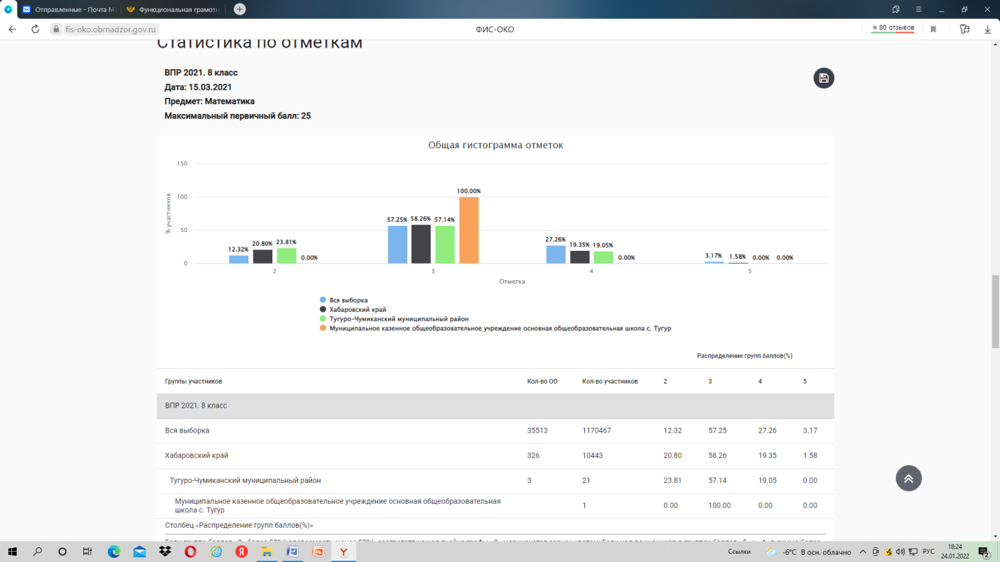 Отправленные - Почта М
Функциональная грамотн
fis-oko.obrnadzor.gov.ru
ФИС-ОКО
★ 80 отзывов
Статистика по отметкам
ВПР 2021. 8 класс
Дата: 15.03.2021
Предмет: Математика
Максимальный первичный балл: 25
Общая гистограмма отметок
150
100
50
0
% участников
12.32% 20.80% 23.81% 0.00%
57.25% 58.26% 57.14% 100.00%
27.26% 19.35% 19.05% 0.00%
3.17% 1.58% 0.00% 0.00%
2 3 4 5
Отметка
Вся выборка
Хабаровский край
Тугуро-Чумиканский муниципальный район
Муниципальное казенное общеобразовательное учреждение основная общеобразовательная школа с. Тугур
Распределение групп баллов(%)
Группы участников Кол-во ОО Кол-во участников 2 3 4 5
ВПР 2021. 8 класс
Вся выборка 35513 1170467 12.32 57.25 27.26 3.17
Хабаровский край 326 10443 20.80 58.26 19.35 1.58
Тугуро-Чумиканский муниципальный район 3 21 23.81 57.14 19.05 0.00
Муниципальное казенное общеобразовательное учреждение основная общеобразовательная
школа с. Тугур 1 0.00 100.00 0.00 0.00
Столбец «Распределение групп баллов(%)»
Ссылки
-6°C В осн. облачно
РУС
18:24
24.01.2022
2